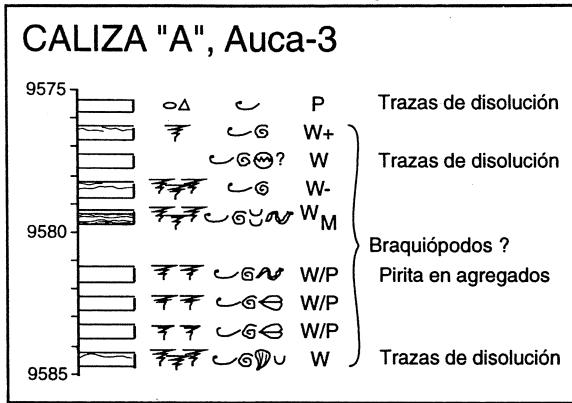 CALIZA "A", Auca-3
9575
P Trazas de disolución
W+
? W Trazas de disolución
W-
9580 WM
Braquiópodos ?
W/P Pirita en agregados
W/P
W/P
W Trazas de disolución
9585